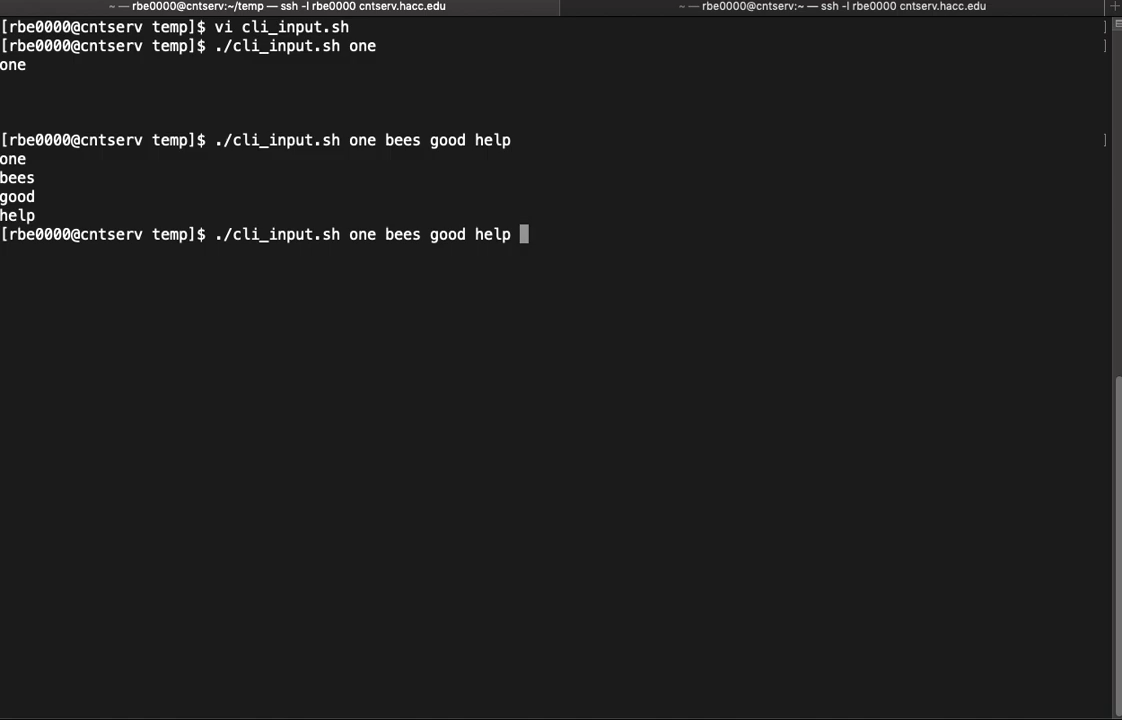 ~ — rbe0000@cntserv:~/temp — ssh -l rbe0000 cntserv.hacc.edu
~ — rbe0000@cntserv:~ — ssh -l rbe0000 cntserv.hacc.edu
[rbe0000@cntserv temp]$ vi cli_input.sh ]
[rbe0000@cntserv temp]$ ./cli_input.sh one ]
one
[rbe0000@cntserv temp]$ ./cli_input.sh one bees good help ]
one
bees
good
help
[rbe0000@cntserv temp]$ ./cli_input.sh one bees good help